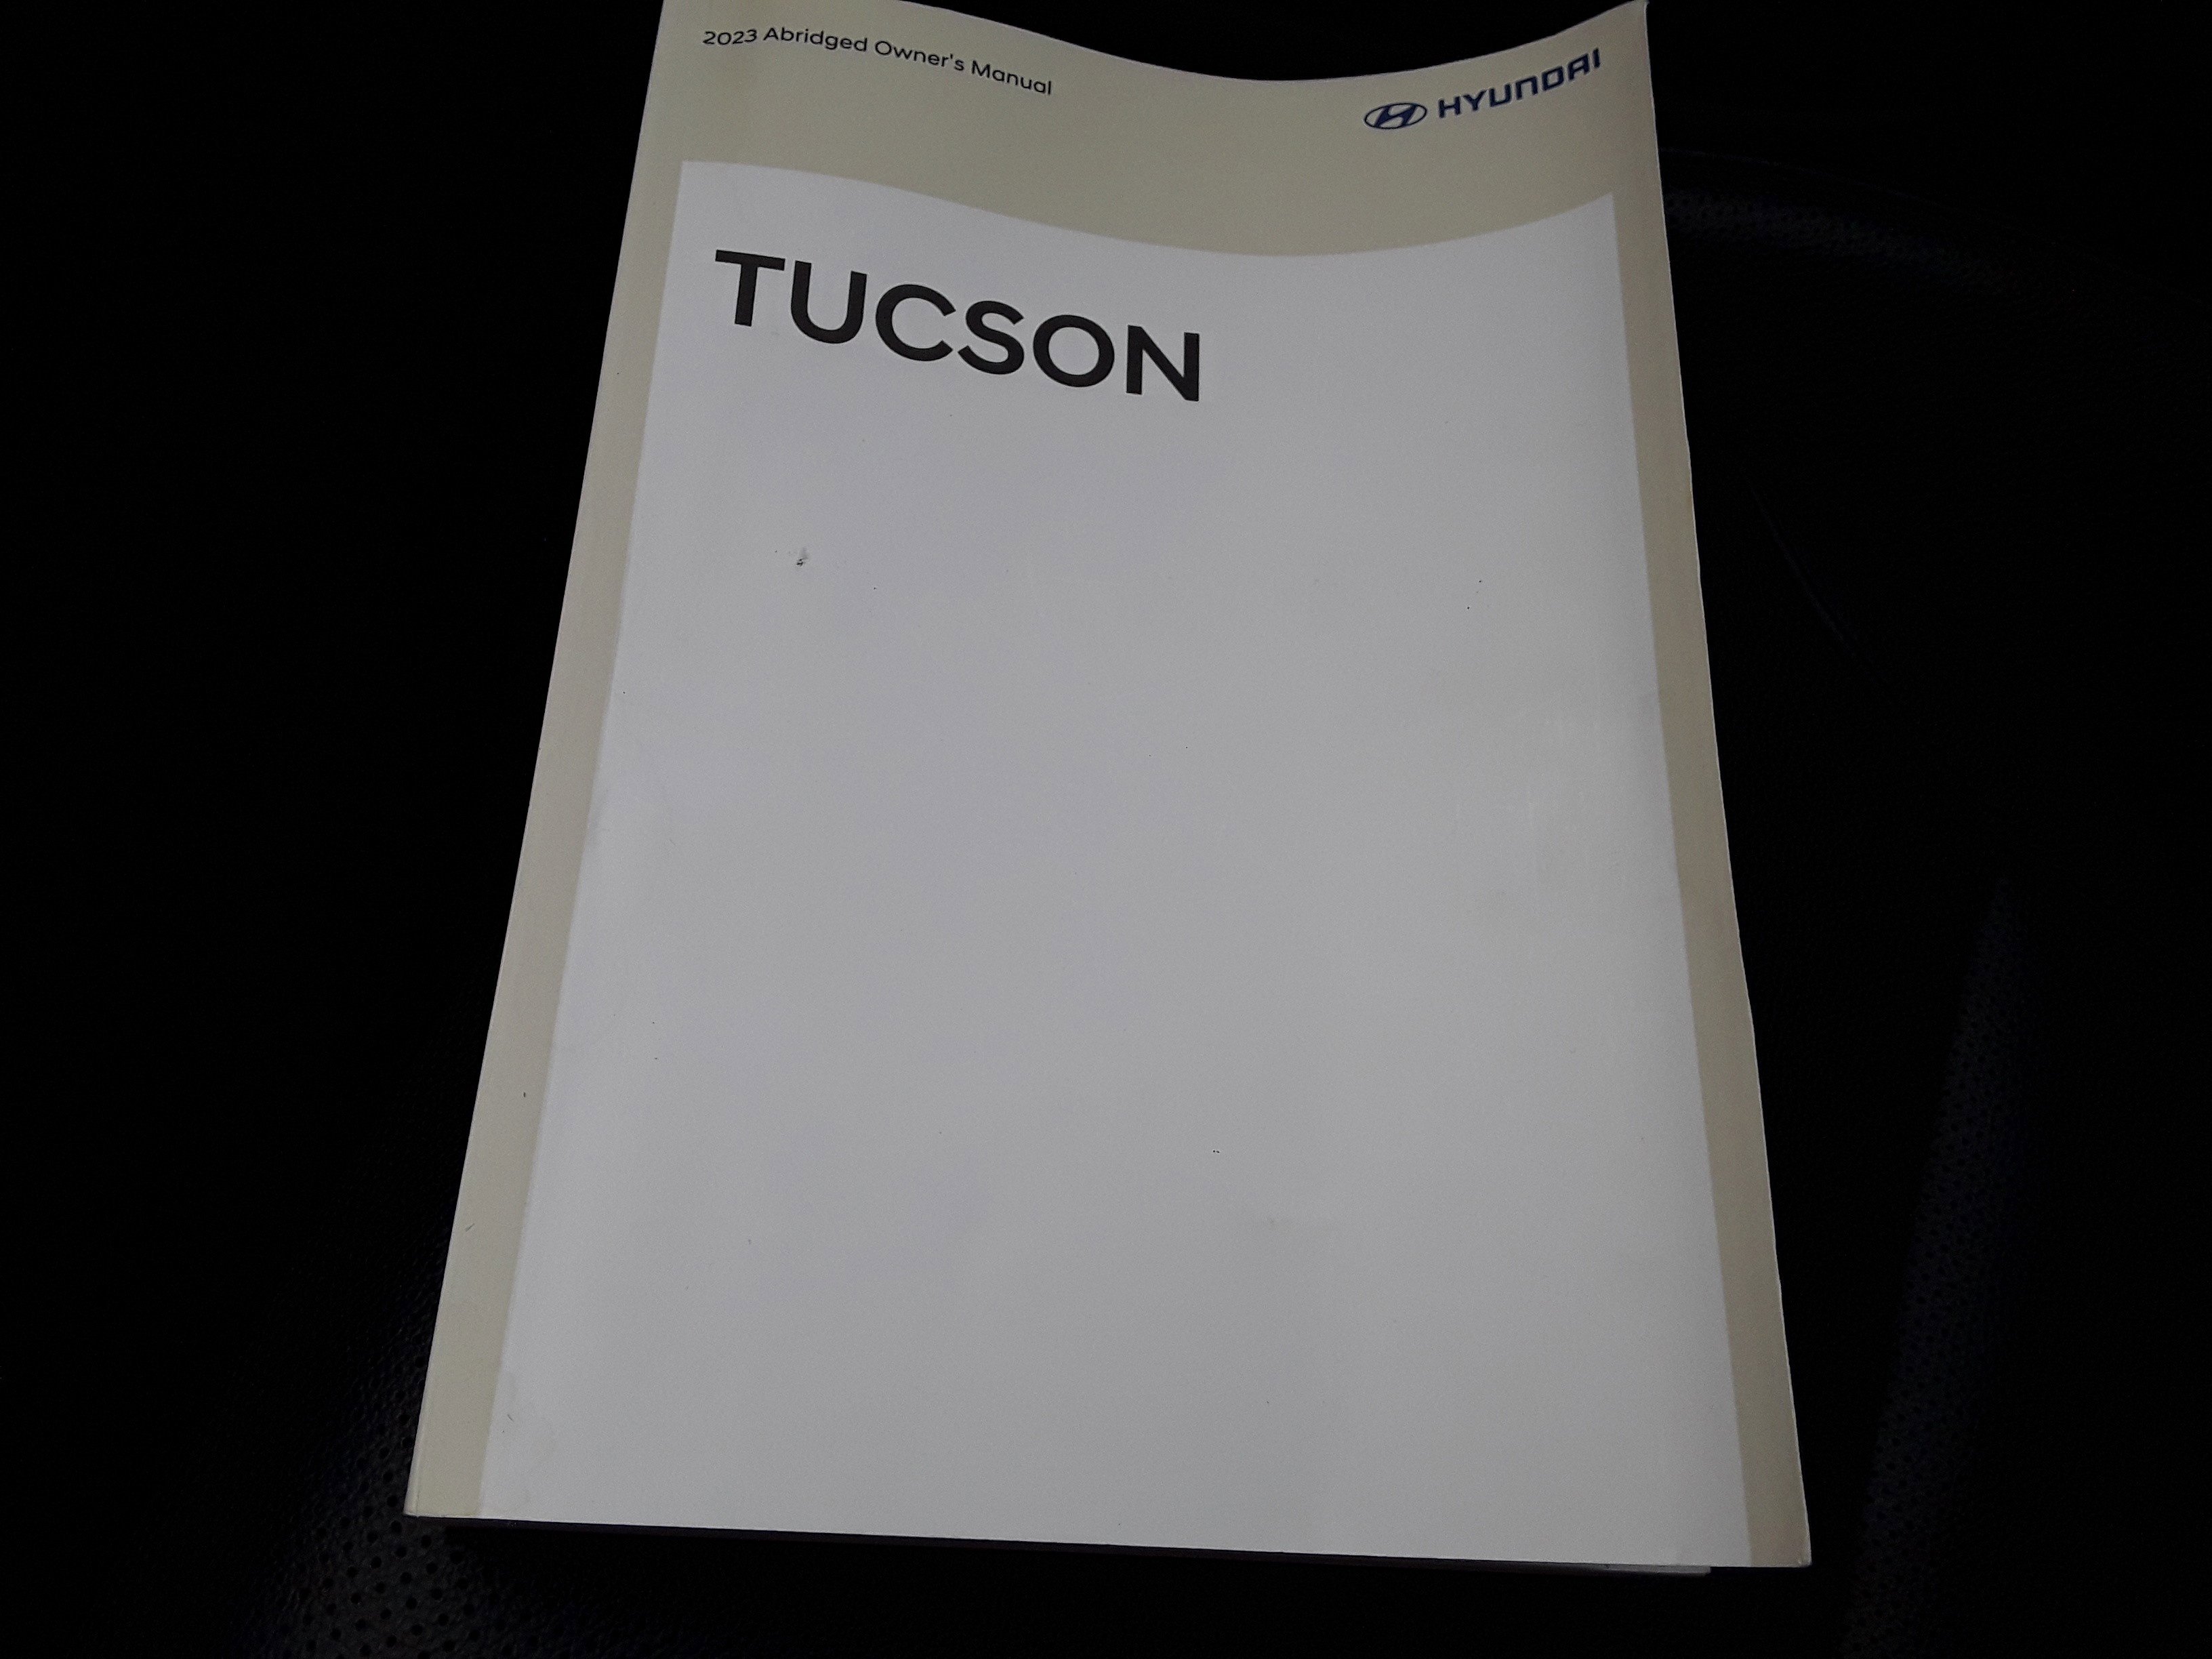 2023 Abridged Owner's Manual
HYUNDAI
TUCSON